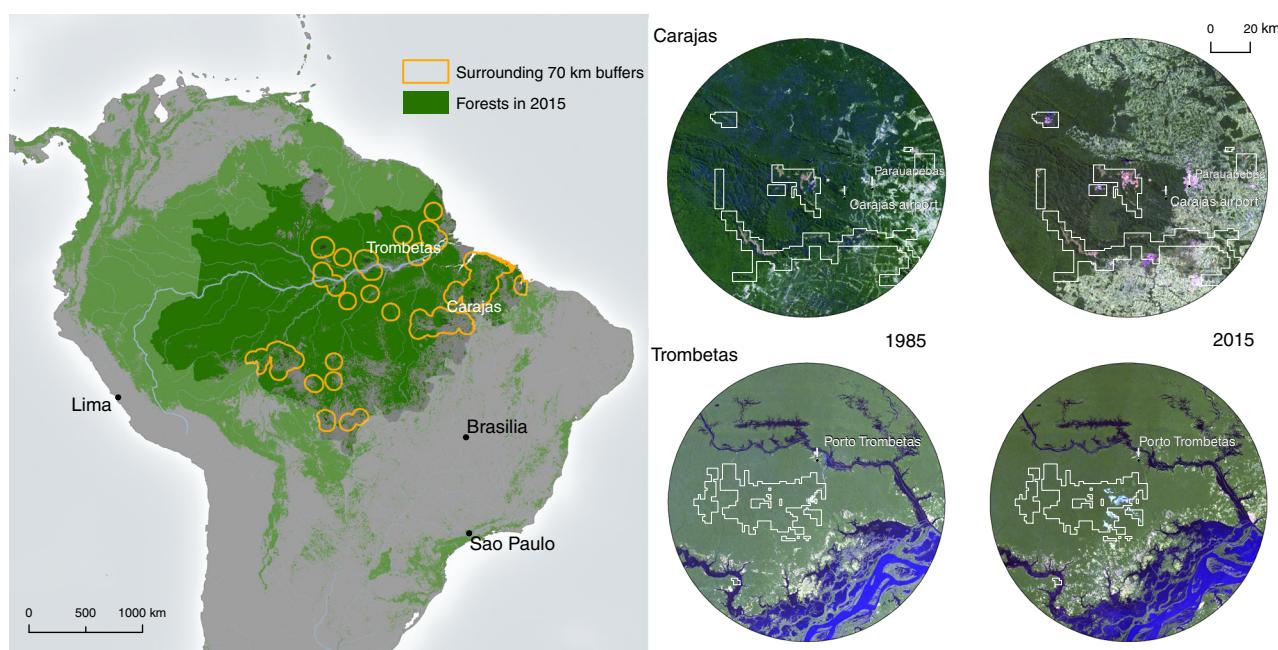 Surrounding 70 km buffers
Forests in 2015
Trombetas
Carajas
Lima
Brasilia
Sao Paulo
0 500 1000 km
Carajas
0 20 km
Parauapebas
Carajas airport
Parauapebas
Carajas airport
1985
2015
Trombetas
Porto Trombetas
Porto Trombetas